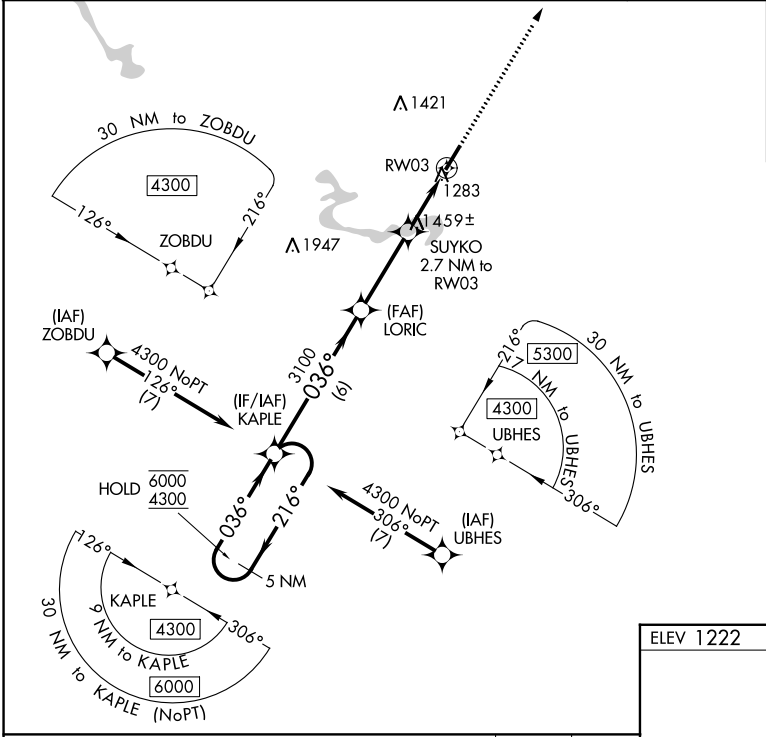 30 NM to ZOBDU
4300
126°
216°
ZOBDU
1421
RW03
1283
1459±
SUYKO
2.7 NM to
RW03
1947
(FAF)
LORIC
(IAF)
ZOBDU
4300 NoPT
126°
(7)
3100
036°
(6)
(IF/IAF)
KAPLE
HOLD
6000
4300
036°
216°
5 NM
4300 NoPT
306°
(7)
(IAF)
UBHES
216°
5300
30 NM to UBHES
NM to UBHES
4300
UBHES
306°
126°
KAPLE
306°
4300
9 NM to KAPLE
6000
30 NM to KAPLE (NoPT)
ELEV 1222